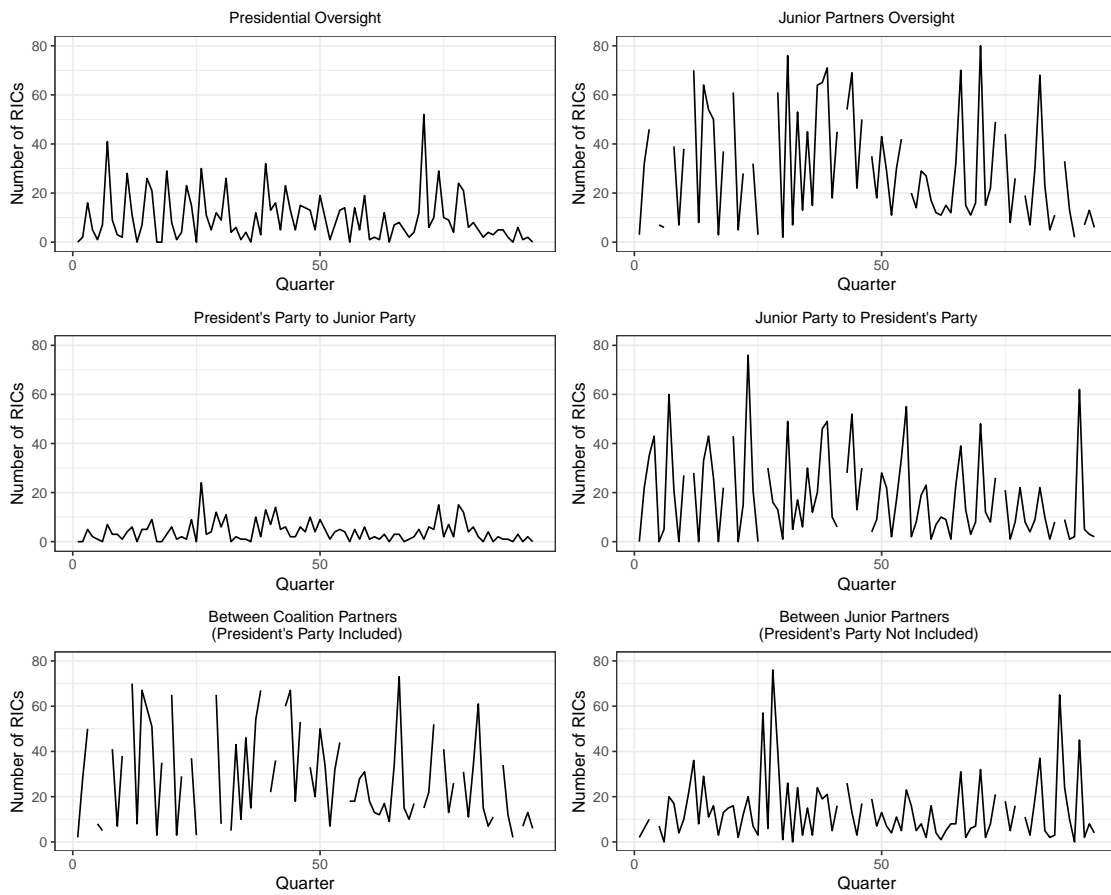 Presidential Oversight
Number of RICs
80
60
40
20
0
0 50
Quarter
Junior Partners Oversight
Number of RICs
80
60
40
20
0
0 50
Quarter
President's Party to Junior Party
Number of RICs
80
60
40
20
0
0 50
Quarter
Junior Party to President's Party
Number of RICs
80
60
40
20
0
0 50
Quarter
Between Coalition Partners
(President's Party Included)
Number of RICs
80
60
40
20
0
0 50
Quarter
Between Junior Partners
(President's Party Not Included)
Number of RICs
80
60
40
20
0
0 50
Quarter